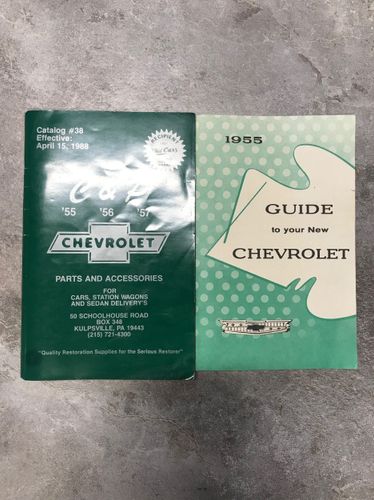 Catalog #38
Effective:
April 15, 1988
C & P
'55 '56 '57
CHEVROLET
PARTS AND ACCESSORIES
FOR
CARS, STATION WAGONS
AND SEDAN DELIVERY'S
50 SCHOOLHOUSE ROAD
BOX 348
KULPSVILLE, PA 19443
(215) 721-4300
"Quality Restoration Supplies for the Serious Restorer"
1955
GUIDE
to your New
CHEVROLET